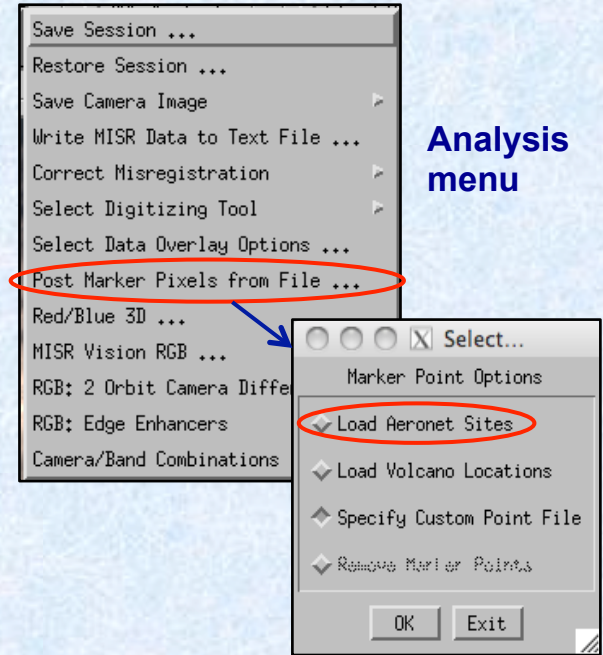 Save Session ...
Restore Session ...
Save Camera Image
Write MISR Data to Text File ...
Correct Misregistration
Select Digitizing Tool
Select Data Overlay Options ...
Post Marker Pixels from File ...
Red/Blue 3D ...
MISR Vision RGB ...
RGB: 2 Orbit Camera Diffe
RGB: Edge Enhancers
Camera/Band Combinations
Analysis
menu
X Select...
Marker Point Options
Load Aeronet Sites
Load Volcano Locations
Specify Custom Point File
Remove Marker Points
OK Exit